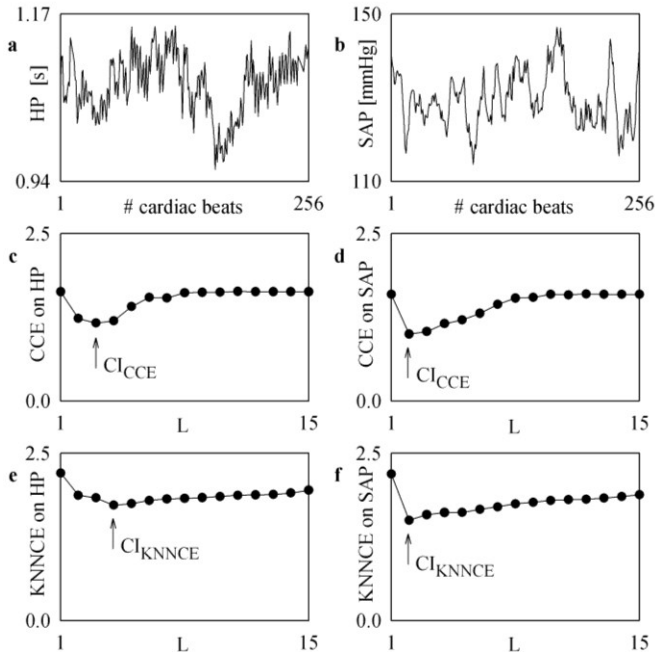 a
1.17
HP [s]
0.94
1
# cardiac beats
256
b
150
SAP [mmHg]
110
1
# cardiac beats
256
c
2.5
CCE on HP
0.0
CI_CCE
1
L
15
d
2.5
CCE on SAP
0.0
CI_CCE
1
L
15
e
2.5
KNNCE on HP
0.0
CI_KNNCE
1
L
15
f
2.5
KNNCE on SAP
0.0
CI_KNNCE
1
L
15